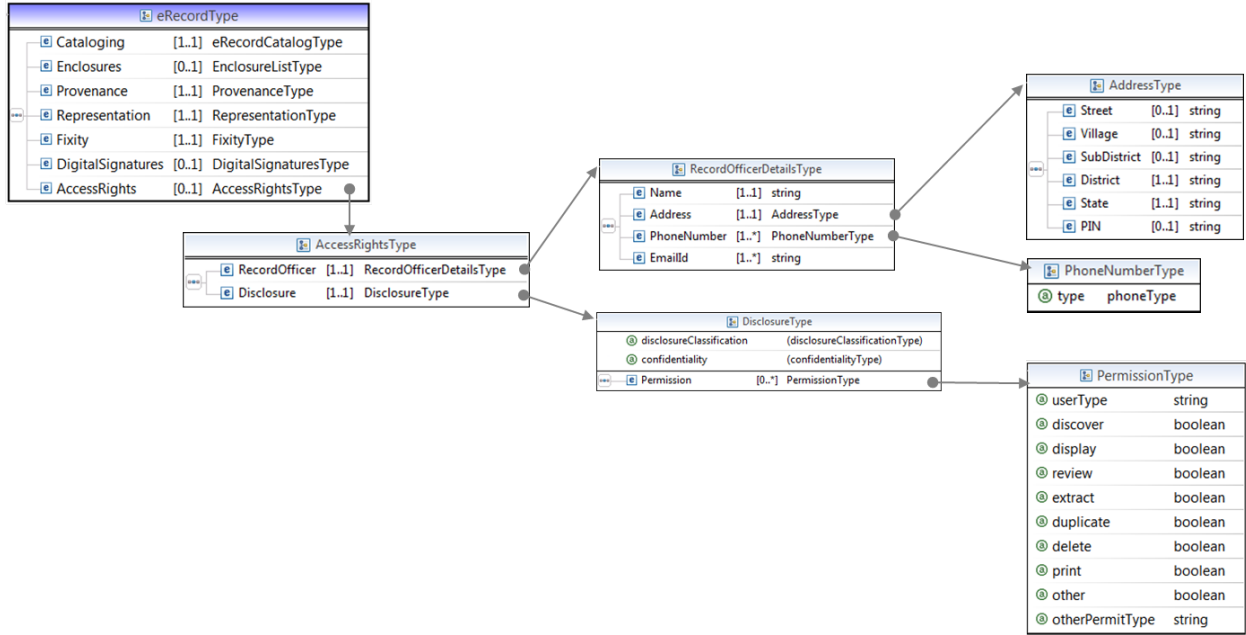 eRecordType
Cataloging [1..1] eRecordCatalogType
Enclosures [0..1] EnclosureListType
Provenance [1..1] ProvenanceType
Representation [1..1] RepresentationType
Fixity [1..1] FixityType
DigitalSignatures [0..1] DigitalSignaturesType
AccessRights [0..1] AccessRightsType
AccessRightsType
RecordOfficer [1..1] RecordOfficerDetailsType
Disclosure [1..1] DisclosureType
RecordOfficerDetailsType
Name [1..1] string
Address [1..1] AddressType
PhoneNumber [1..*] PhoneNumberType
EmailId [1..*] string
DisclosureType
disclosureClassification (disclosureClassificationType)
confidentiality (confidentialityType)
Permission [0..*] PermissionType
AddressType
Street [0..1] string
Village [0..1] string
SubDistrict [0..1] string
District [1..1] string
State [1..1] string
PIN [0..1] string
PhoneNumberType
type phoneType
PermissionType
userType string
discover boolean
display boolean
review boolean
extract boolean
duplicate boolean
delete boolean
print boolean
other boolean
otherPermitType string